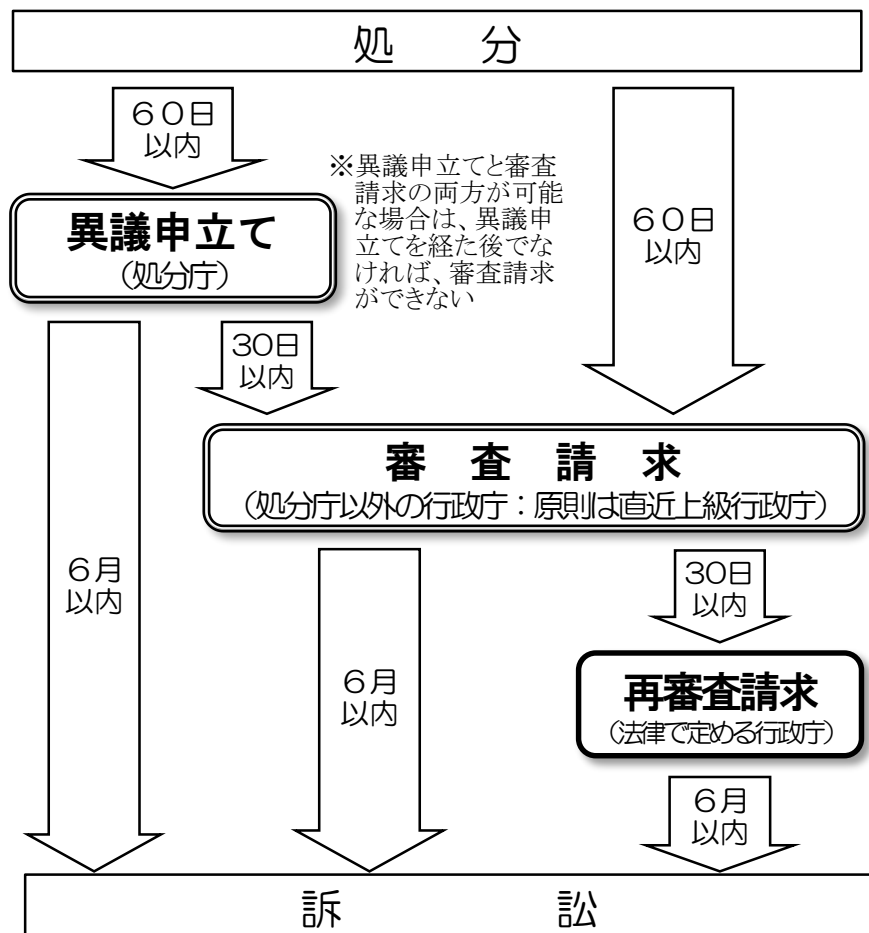 処 分
60日
以内
※異議申立てと審査
請求の両方が可能
な場合は、異議申
立てを経た後でな
ければ、審査請求
ができない
60日
以内
異議申立て
(処分庁)
30日
以内
審 査 請 求
(処分庁以外の行政庁:原則は直近上級行政庁)
6月
以内
6月
以内
30日
以内
再審査請求
(法律で定める行政庁)
6月
以内
訴 訟